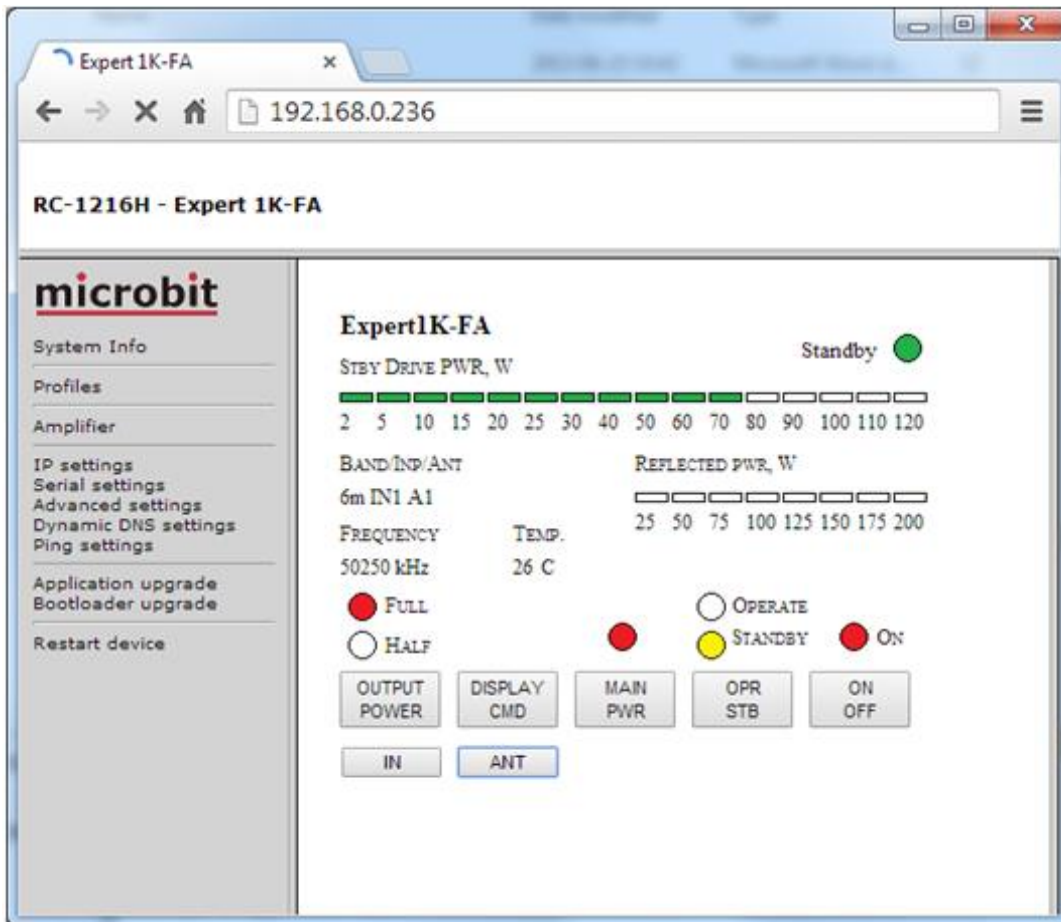 Expert 1K-FA
192.168.0.236
RC-1216H - Expert 1K-FA
microbit
System Info
Profiles
Amplifier
IP settings
Serial settings
Advanced settings
Dynamic DNS settings
Ping settings
Application upgrade
Bootloader upgrade
Restart device
Expert1K-FA
Standby
STBY DRIVE PWR, W
2 5 10 15 20 25 30 40 50 60 70 80 90 100 110 120
BAND/INP/ANT
REFLECTED PWR, W
6m IN1 A1
25 50 75 100 125 150 175 200
FREQUENCY TEMP.
50250 kHz 26 C
FULL
OPERATE
HALF
STANDBY
ON
OUTPUT POWER
DISPLAY CMD
MAIN PWR
OPR STB
ON OFF
IN
ANT